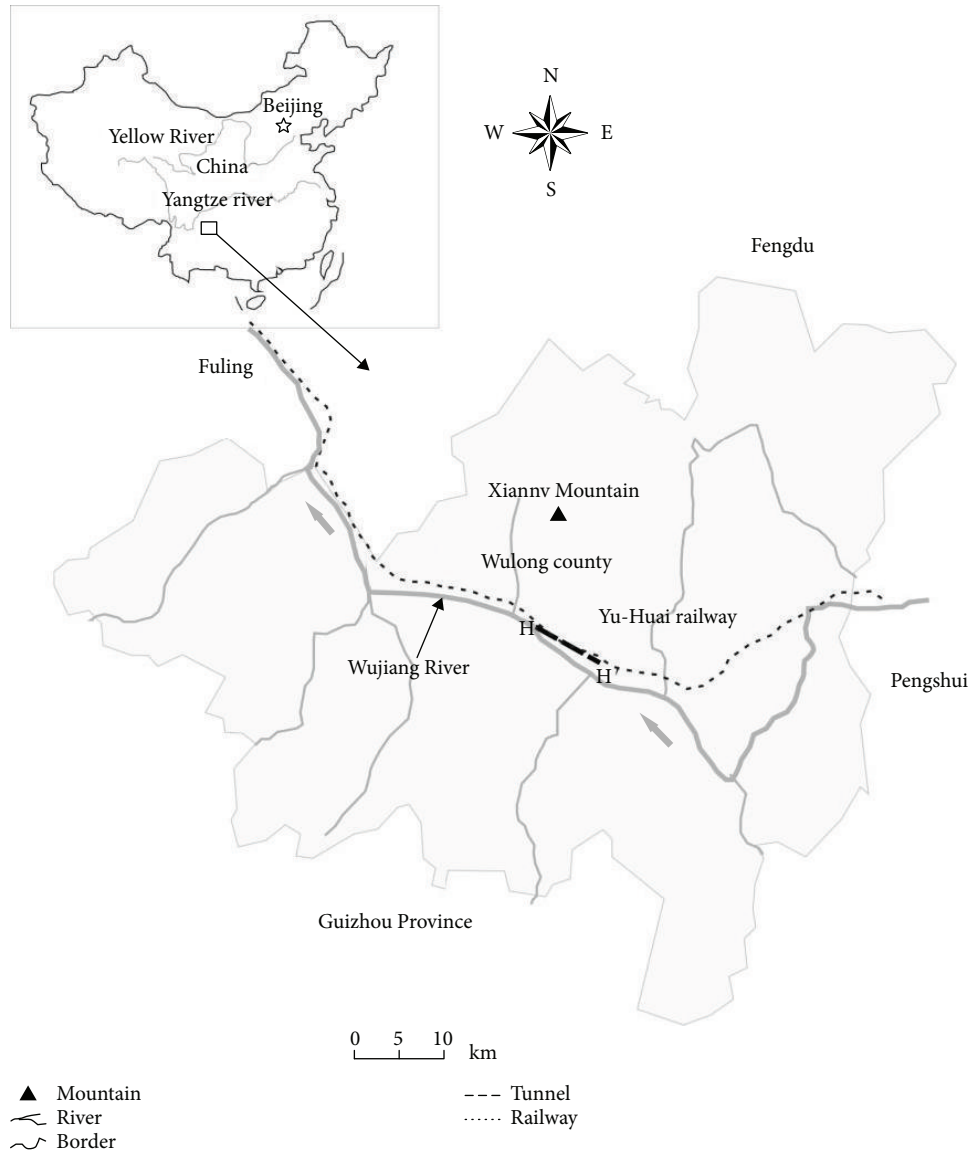 Beijing
Yellow River
China
Yangtze river
N
W
E
S
Fengdu
Fuling
Xiannv Mountain
Wulong county
Yu-Huai railway
H
Wujiang River
H'
Pengshui
Guizhou Province
0 5 10
km
Mountain
River
Border
Tunnel
Railway